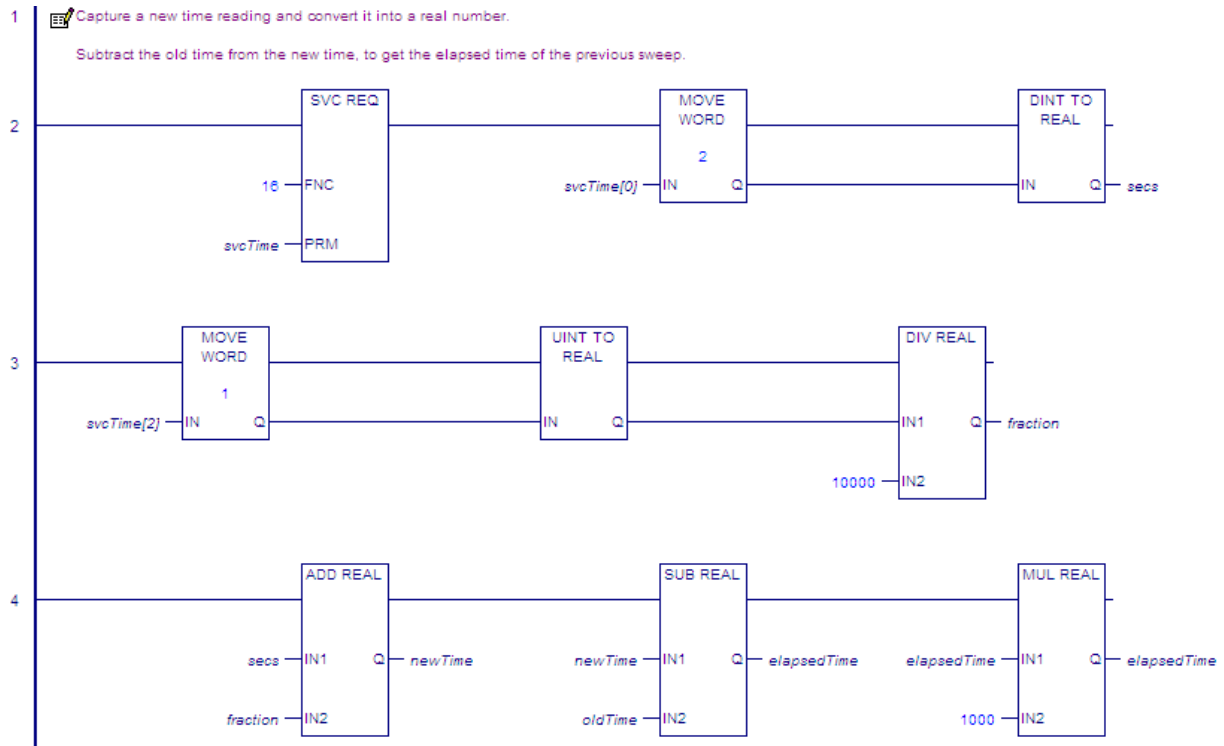 1 Capture a new time reading and convert it into a real number.
Subtract the old time from the new time, to get the elapsed time of the previous sweep.
SVC REQ MOVE DINT TO
WORD REAL
2
2
16 FNC svcTime[0] IN Q IN Q secs
svcTime PRM
MOVE UINT TO DIV REAL
WORD REAL
3
1
svcTime[2] IN Q IN Q IN1 Q fraction
10000 IN2
ADD REAL SUB REAL MUL REAL
4
secs IN1 Q newTime newTime IN1 Q elapsedTime elapsedTime IN1 Q elapsedTime
fraction IN2 oldTime IN2 1000 IN2